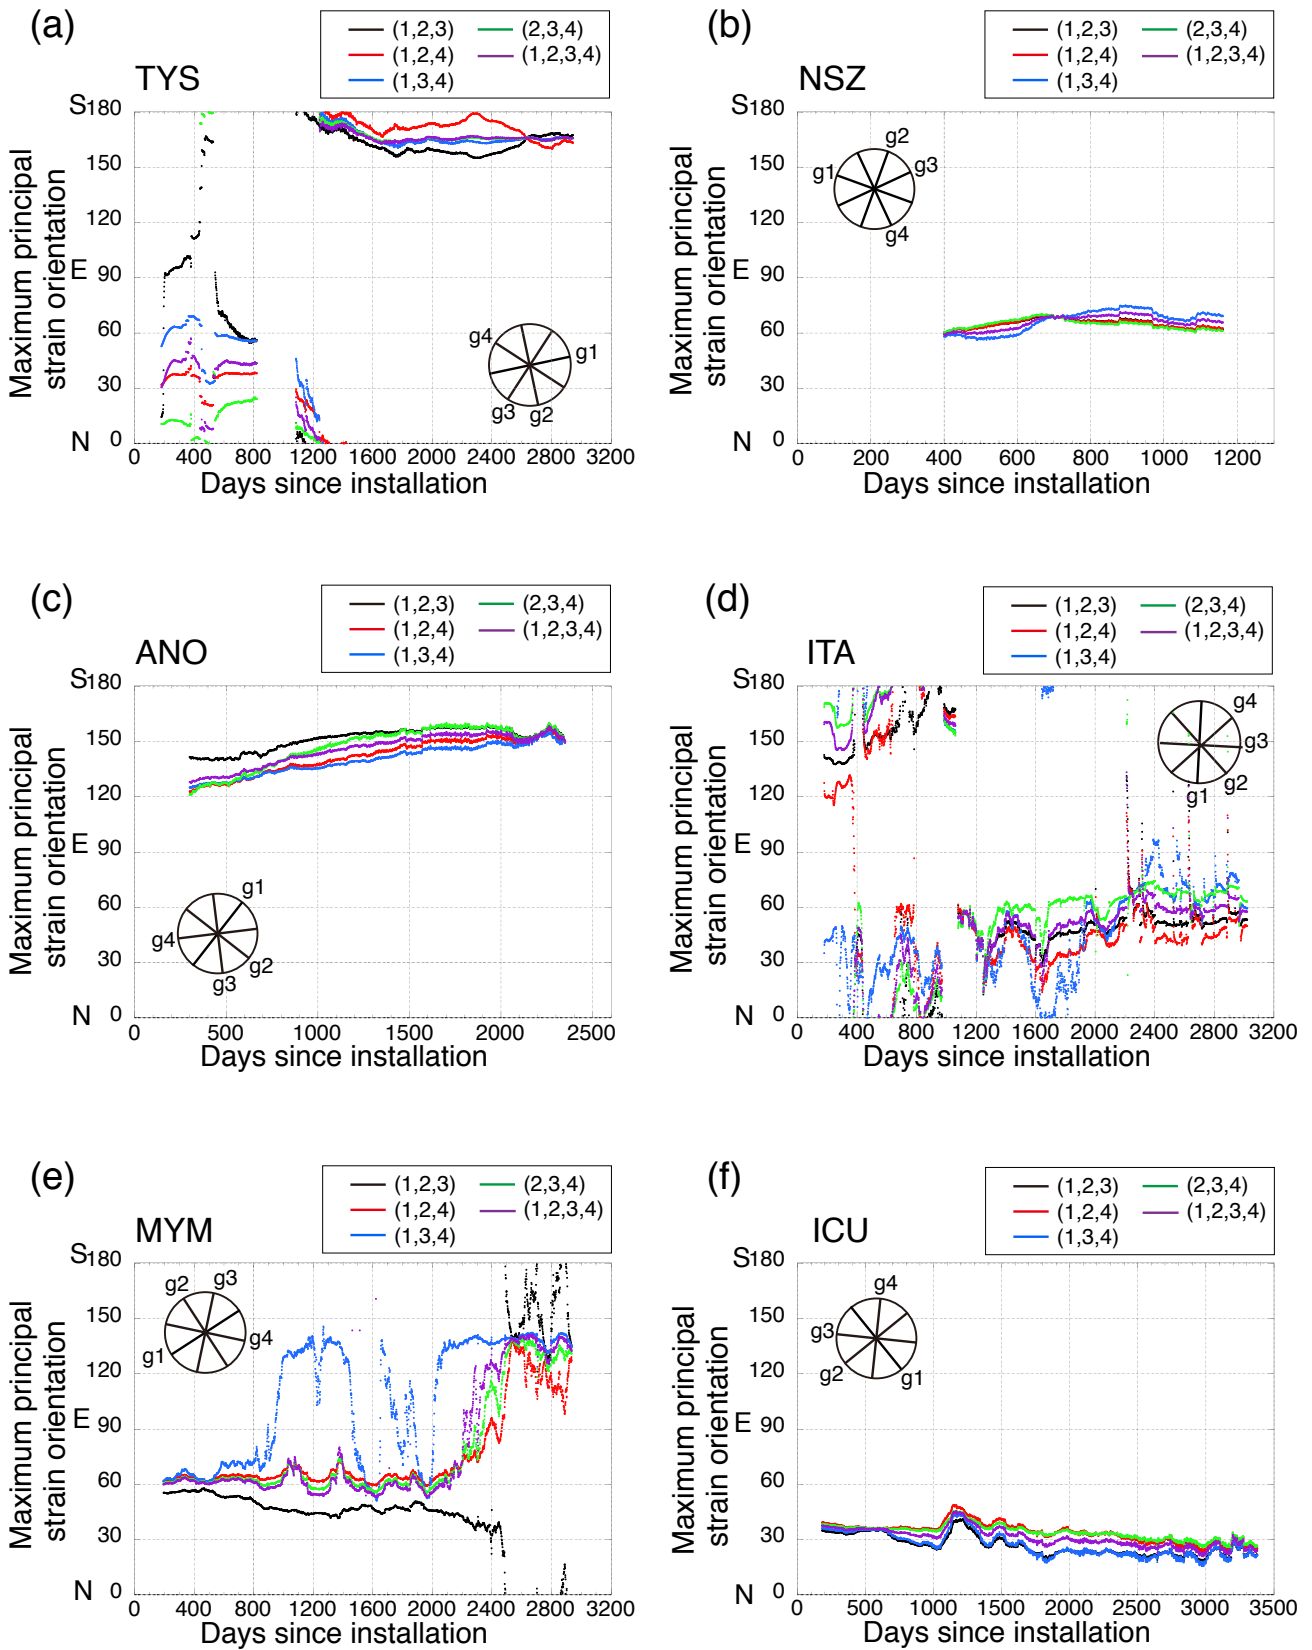 (a)
TYS
(1,2,3)
(1,2,4)
(1,3,4)
(2,3,4)
(1,2,3,4)
Maximum principal
strain orientation
S
E
N
180
150
120
90
60
30
0
g4
g1
g3
g2
0
400
800
1200
1600
2000
2400
2800
3200
Days since installation
(b)
NSZ
(1,2,3)
(1,2,4)
(1,3,4)
(2,3,4)
(1,2,3,4)
Maximum principal
strain orientation
S
E
N
180
150
120
90
60
30
0
g2
g1
g3
g4
0
200
400
600
800
1000
1200
Days since installation
(c)
ANO
(1,2,3)
(1,2,4)
(1,3,4)
(2,3,4)
(1,2,3,4)
Maximum principal
strain orientation
S
E
N
180
150
120
90
60
30
0
g1
g4
g2
g3
0
500
1000
1500
2000
2500
Days since installation
(d)
ITA
(1,2,3)
(1,2,4)
(1,3,4)
(2,3,4)
(1,2,3,4)
Maximum principal
strain orientation
S
E
N
180
150
120
90
60
30
0
g4
g3
g2
g1
0
400
800
1200
1600
2000
2400
2800
3200
Days since installation
(e)
MYM
(1,2,3)
(1,2,4)
(1,3,4)
(2,3,4)
(1,2,3,4)
Maximum principal
strain orientation
S
E
N
180
150
120
90
60
30
0
g2
g3
g1
g4
0
400
800
1200
1600
2000
2400
2800
3200
Days since installation
(f)
ICU
(1,2,3)
(1,2,4)
(1,3,4)
(2,3,4)
(1,2,3,4)
Maximum principal
strain orientation
S
E
N
180
150
120
90
60
30
0
g4
g3
g2
g1
0
500
1000
1500
2000
2500
3000
3500
Days since installation